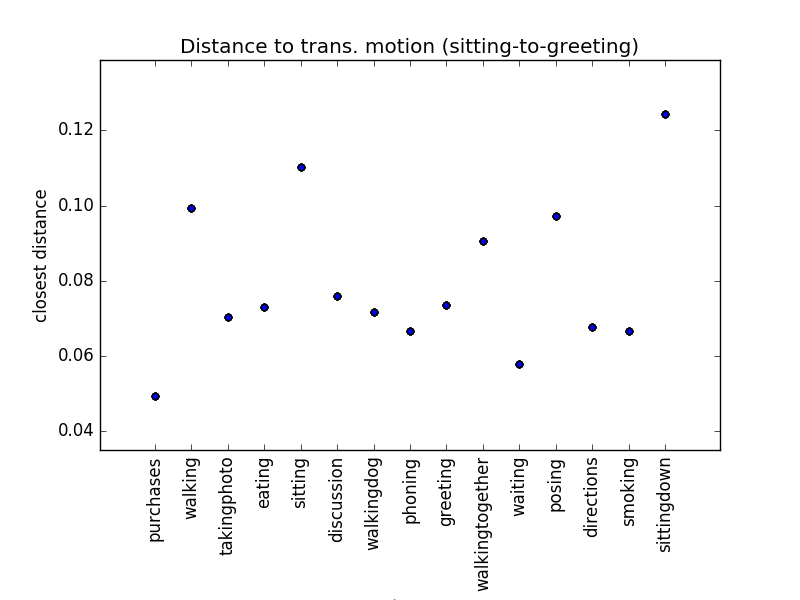 Distance to trans. motion (sitting-to-greeting)
closest distance
0.12
0.10
0.08
0.06
0.04
purchases
walking
takingphoto
eating
sitting
discussion
walkingdog
phoning
greeting
walkingtogether
waiting
posing
directions
smoking
sittingdown